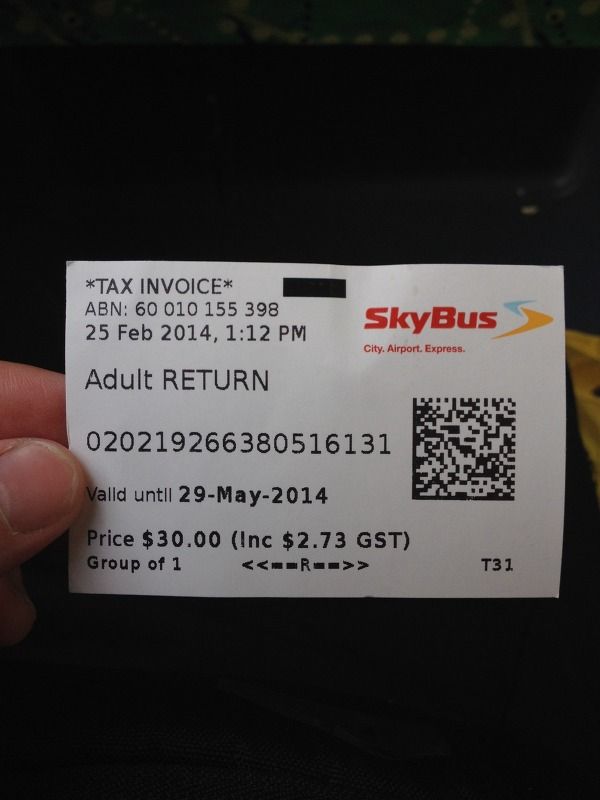 *TAX INVOICE*
ABN: 60 010 155 398
25 Feb 2014, 1:12 PM
SkyBus
City. Airport. Express.
Adult RETURN
020219266380516131
Valid until 29-May-2014
Price $30.00 (Inc $2.73 GST)
Group of 1 <<==R==>> T31